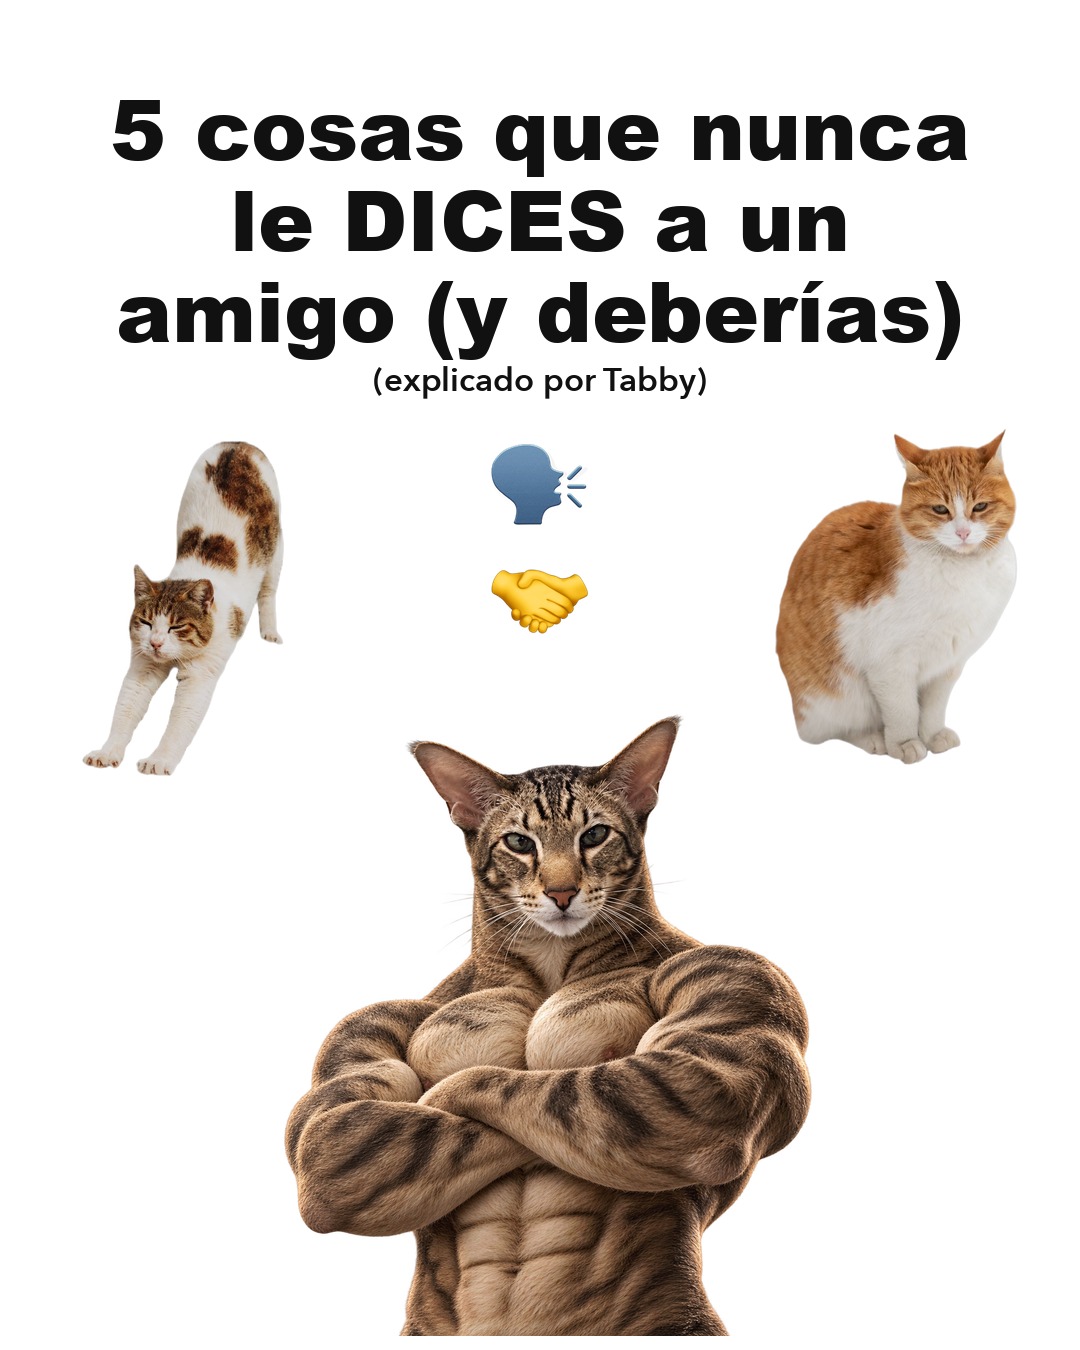 5 cosas que nunca
le DICES a un
amigo (y deberías)
(explicado por Tabby)